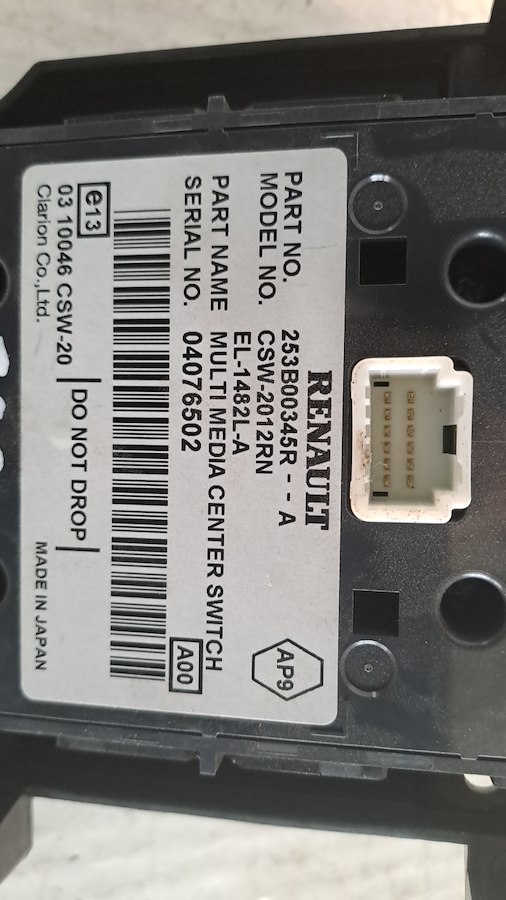 RENAULT
PART NO. 253B00345R -- A
MODEL NO. CSW-2012RN
EL-1482L-A
AP9
PART NAME MULTI MEDIA CENTER SWITCH
SERIAL NO. 04076502
A00
e13
03 10046 CSW-20
DO NOT DROP
Clarion Co.,Ltd.
MADE IN JAPAN